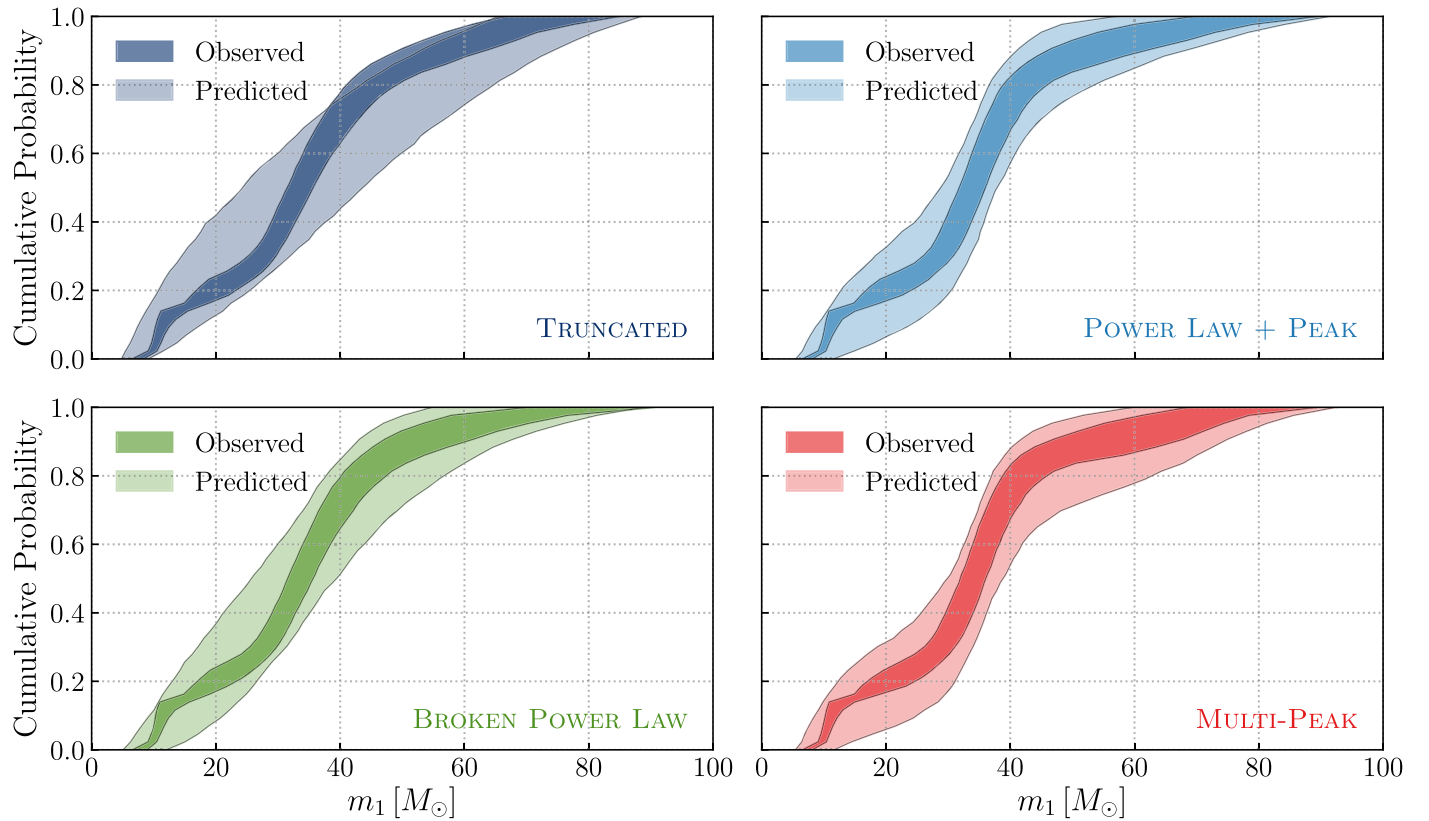 Cumulative Probability
1.0
0.8
0.6
0.4
0.2
0.0
Observed
Predicted
Truncated
Observed
Predicted
Power Law + Peak
Cumulative Probability
1.0
0.8
0.6
0.4
0.2
0.0
Observed
Predicted
Broken Power Law
0 20 40 60 80 100
m₁ [M☉]
Observed
Predicted
Multi-Peak
0 20 40 60 80 100
m₁ [M☉]